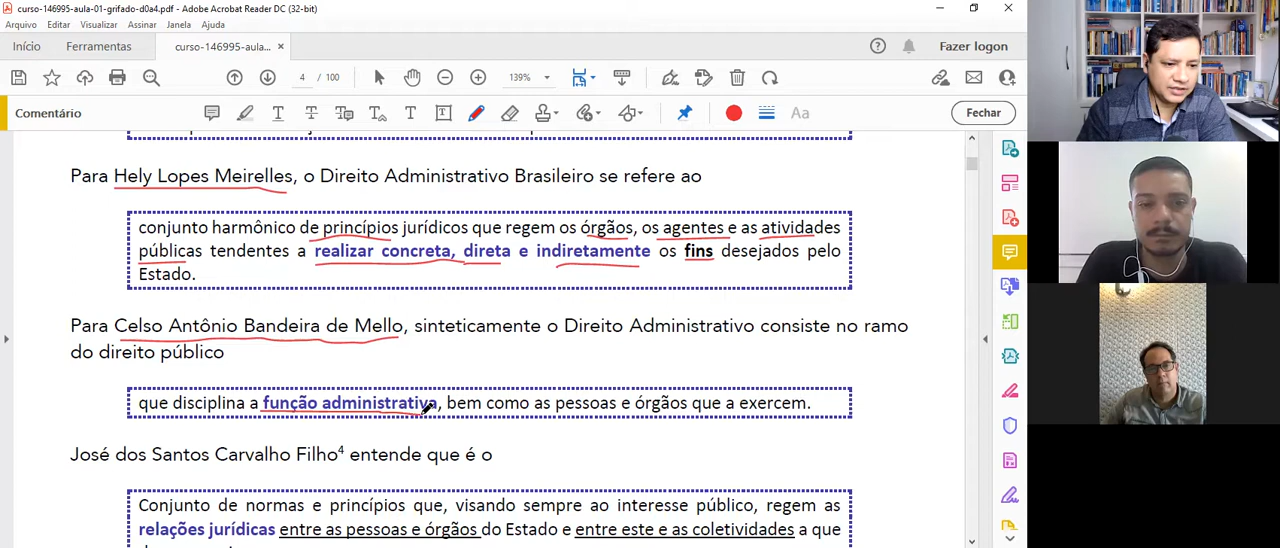 curso-146995-aula-01-grifado-d0a4.pdf - Adobe Acrobat Reader DC (32-bit)
Arquivo Editar Visualizar Assinar Janela Ajuda
Início Ferramentas curso-146995-aula... × Fazer logon
4 / 100 139%
Comentário Aa Fechar
Para Hely Lopes Meirelles, o Direito Administrativo Brasileiro se refere ao
conjunto harmônico de princípios jurídicos que regem os órgãos, os agentes e as atividades
públicas tendentes a realizar concreta, direta e indiretamente os fins desejados pelo
Estado.
Para Celso Antônio Bandeira de Mello, sinteticamente o Direito Administrativo consiste no ramo
do direito público
que disciplina a função administrativa, bem como as pessoas e órgãos que a exercem.
José dos Santos Carvalho Filho⁴ entende que é o
Conjunto de normas e princípios que, visando sempre ao interesse público, regem as
relações jurídicas entre as pessoas e órgãos do Estado e entre este e as coletividades a que